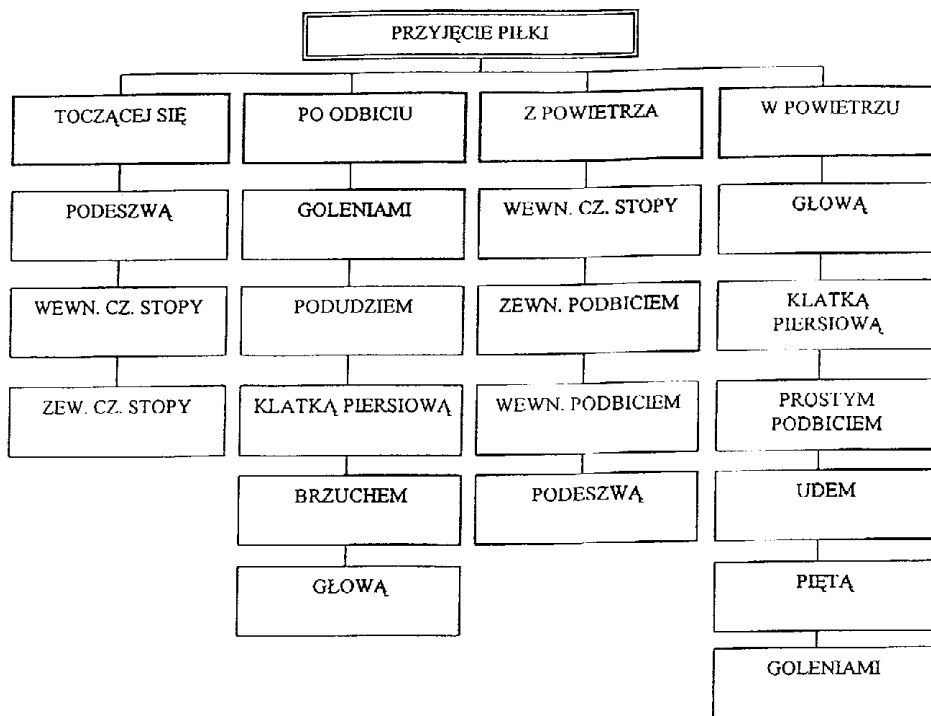 PRZYJĘCIE PIŁKI
TOCZĄCEJ SIĘ
PODESZWĄ
WEWN. CZ. STOPY
ZEW. CZ. STOPY
PO ODBICIU
GOLENIAMI
PODUDZIEM
KLATKĄ PIERSIOWĄ
BRZUCHEM
GŁOWĄ
Z POWIETRZA
WEWN. CZ. STOPY
ZEWN. PODBICIEM
WEWN. PODBICIEM
PODESZWĄ
W POWIETRZU
GŁOWĄ
KLATKĄ
PIERSIOWĄ
PROSTYM
PODBICIEM
UDEM
PIĘTĄ
GOLENIAMI